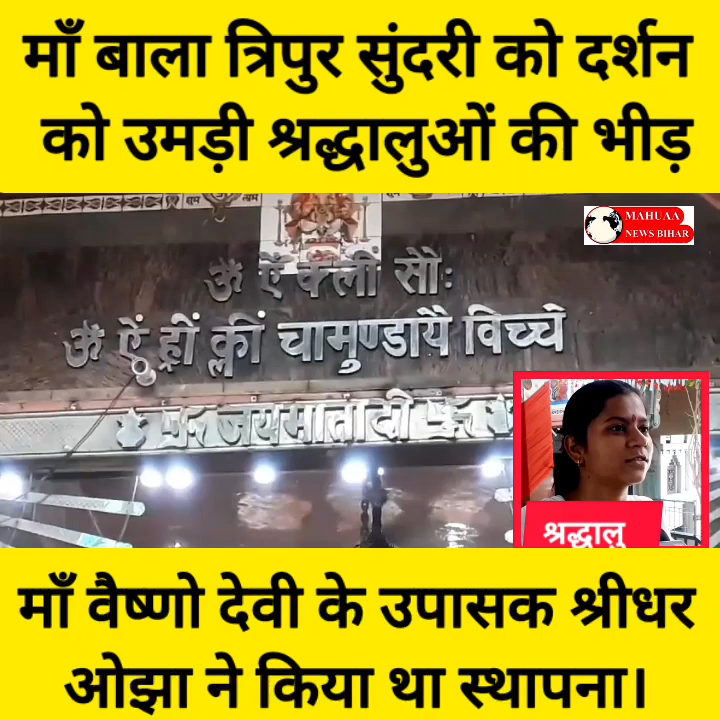 माँ बाला त्रिपुर सुंदरी को दर्शन
को उमड़ी श्रद्धालुओं की भीड़
MAHUAA
NEWS BIHAR
ॐ ऐं क्लीं सौः
ॐ ऐं ह्रीं क्लीं चामुण्डायै विच्चे
जय माता दी
श्रद्धालु
माँ वैष्णो देवी के उपासक श्रीधर
ओझा ने किया था स्थापना।